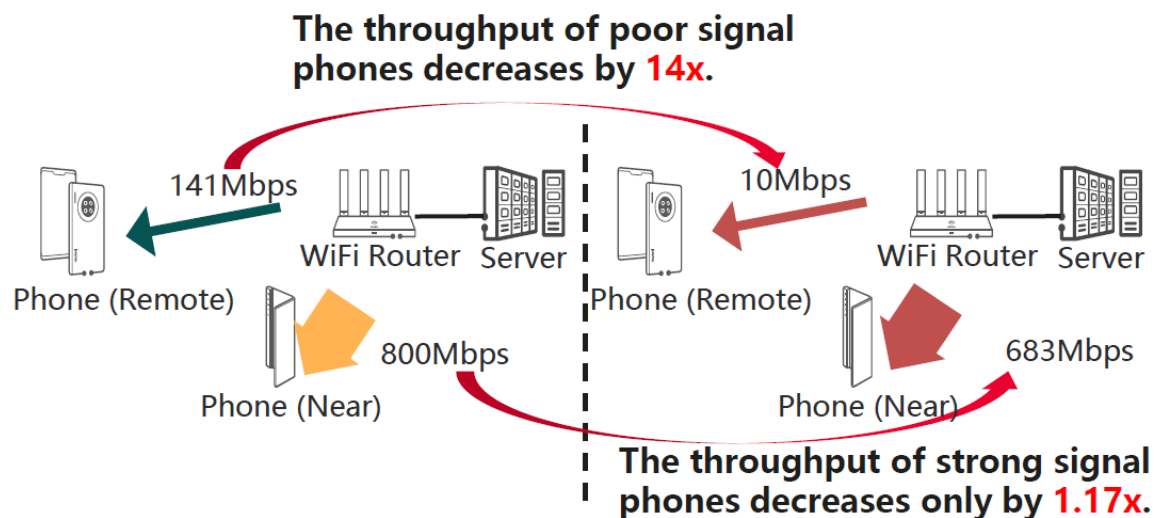 The throughput of poor signal
phones decreases by 14x.
141Mbps
WiFi Router
Server
Phone (Remote)
800Mbps
Phone (Near)
10Mbps
WiFi Router
Server
Phone (Remote)
683Mbps
Phone (Near)
The throughput of strong signal
phones decreases only by 1.17x.